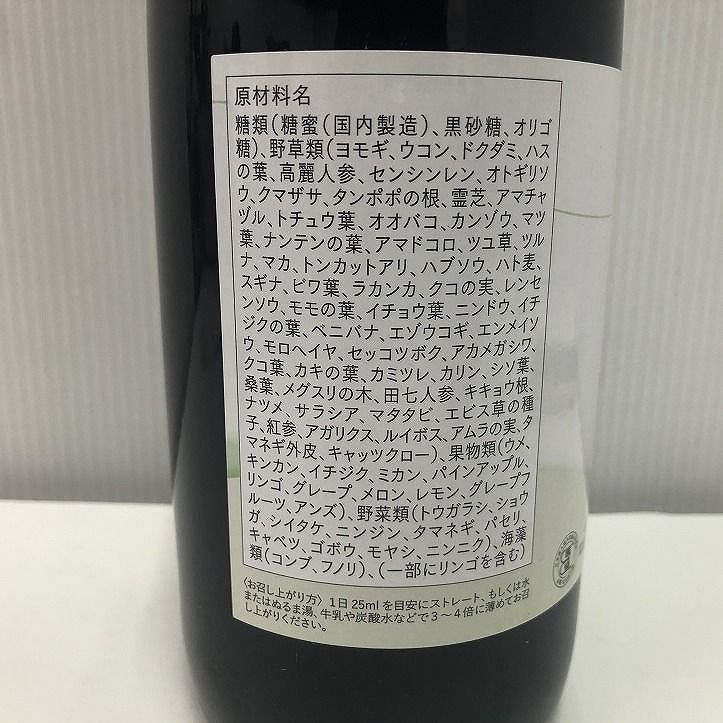 原材料名
糖類(糖蜜(国内製造)、黒砂糖、オリゴ
糖)、野草類(ヨモギ、ウコン、ドクダミ、ハス
の葉、高麗人参、センシンレン、オトギリソ
ウ、クマザサ、タンポポの根、霊芝、アマチャ
ヅル、トチュウ葉、オオバコ、カンゾウ、マツ
葉、ナンテンの葉、アマドコロ、ツユ草、ツル
ナ、マカ、トンカットアリ、ハブソウ、ハト麦、
スギナ、ビワ葉、ラカンカ、クコの実、レンセ
ンソウ、モモの葉、イチョウ葉、ニンドウ、イチ
ジクの葉、ベニバナ、エゾウコギ、エンメイソ
ウ、モロヘイヤ、セッコツボク、アカメガシワ、
クコ葉、カキの葉、カミツレ、カリン、シソ葉、
桑葉、メグスリの木、田七人参、キキョウ根、
ナツメ、サラシア、マタタビ、エビス草の種
子、紅参、アガリクス、ルイボス、アムラの実、タ
マネギ外皮、キャッツクロー)、果物類(ウメ、
キンカン、イチジク、ミカン、パインアップル、
リンゴ、グレープ、メロン、レモン、グレープフ
ルーツ、アンズ)、野菜類(トウガラシ、ショウ
ガ、シイタケ、ニンジン、タマネギ、パセリ、
キャベツ、ゴボウ、モヤシ、ニンニク)、海藻
類(コンブ、フノリ)、(一部にリンゴを含む)
〈お召し上がり方〉1日25mlを目安にストレート、もしくは水
またはぬるま湯、牛乳や炭酸水などで3〜4倍に薄めてお召
し上がりください。